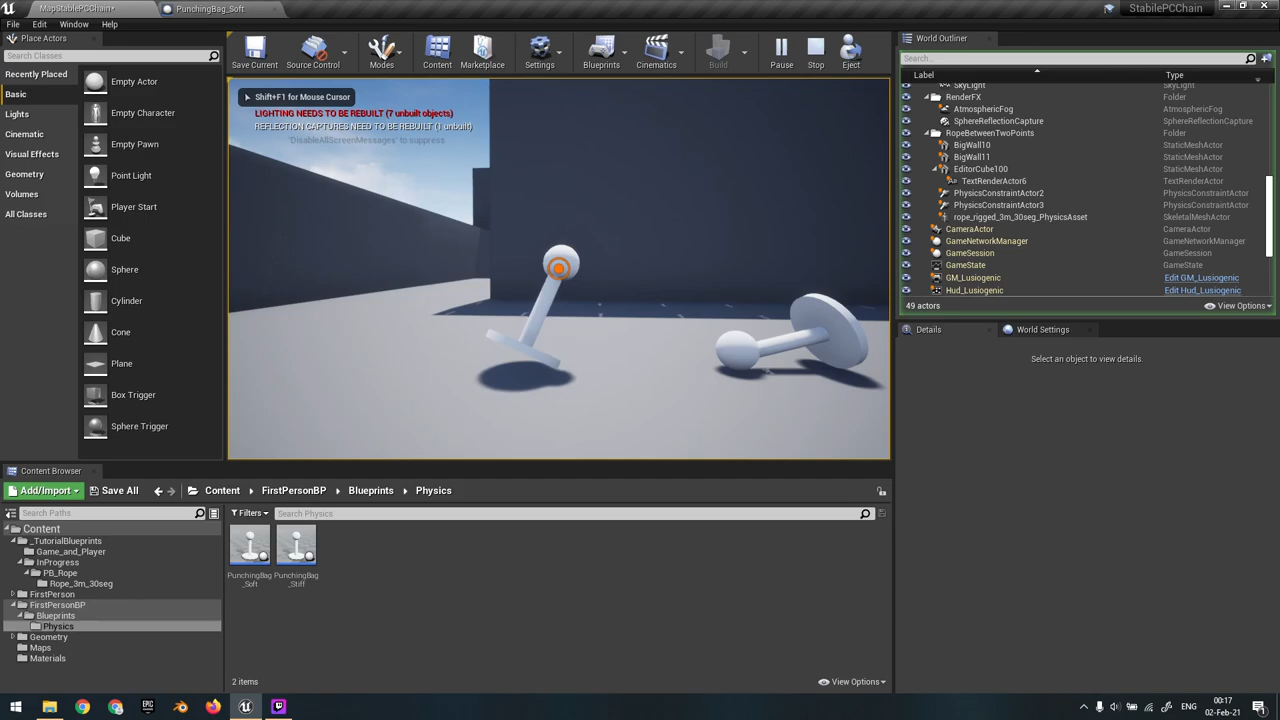 MapStablePCChain*
PunchingBag_Soft
StabilePCChain
File
Edit
Window
Help
Place Actors
Search Classes
Recently Placed
Basic
Lights
Cinematic
Visual Effects
Geometry
Volumes
All Classes
Empty Actor
Empty Character
Empty Pawn
Point Light
Player Start
Cube
Sphere
Cylinder
Cone
Plane
Box Trigger
Sphere Trigger
Save Current
Source Control
Modes
Content
Marketplace
Settings
Blueprints
Cinematics
Build
Pause
Stop
Eject
Shift+F1 for Mouse Cursor
LIGHTING NEEDS TO BE REBUILT (7 unbuilt objects)
REFLECTION CAPTURES NEED TO BE REBUILT (1 unbuilt)
'DisableAllScreenMessages' to suppress
World Outliner
Search...
Label Type
SkyLight SkyLight
RenderFX Folder
AtmosphericFog AtmosphericFog
SphereReflectionCapture SphereReflectionCapture
RopeBetweenTwoPoints Folder
BigWall10 StaticMeshActor
BigWall11 StaticMeshActor
EditorCube100 StaticMeshActor
TextRenderActor6 TextRenderActor
PhysicsConstraintActor2 PhysicsConstraintActor
PhysicsConstraintActor3 PhysicsConstraintActor
rope_rigged_3m_30seg_PhysicsAsset SkeletalMeshActor
CameraActor CameraActor
GameNetworkManager GameNetworkManager
GameSession GameSession
GameState GameState
GM_Lusiogenic Edit GM_Lusiogenic
Hud_Lusiogenic Edit Hud_Lusiogenic
49 actors
View Options
Details
World Settings
Select an object to view details.
Content Browser
Add/Import
Save All
Content
FirstPersonBP
Blueprints
Physics
Search Paths
Filters
Search Physics
Content
_TutorialBlueprints
Game_and_Player
InProgress
PB_Rope
Rope_3m_30seg
FirstPerson
FirstPersonBP
Blueprints
Physics
Geometry
Maps
Materials
PunchingBag
_Soft
PunchingBag_
Stiff
2 items
View Options
ENG
00:17
02-Feb-21